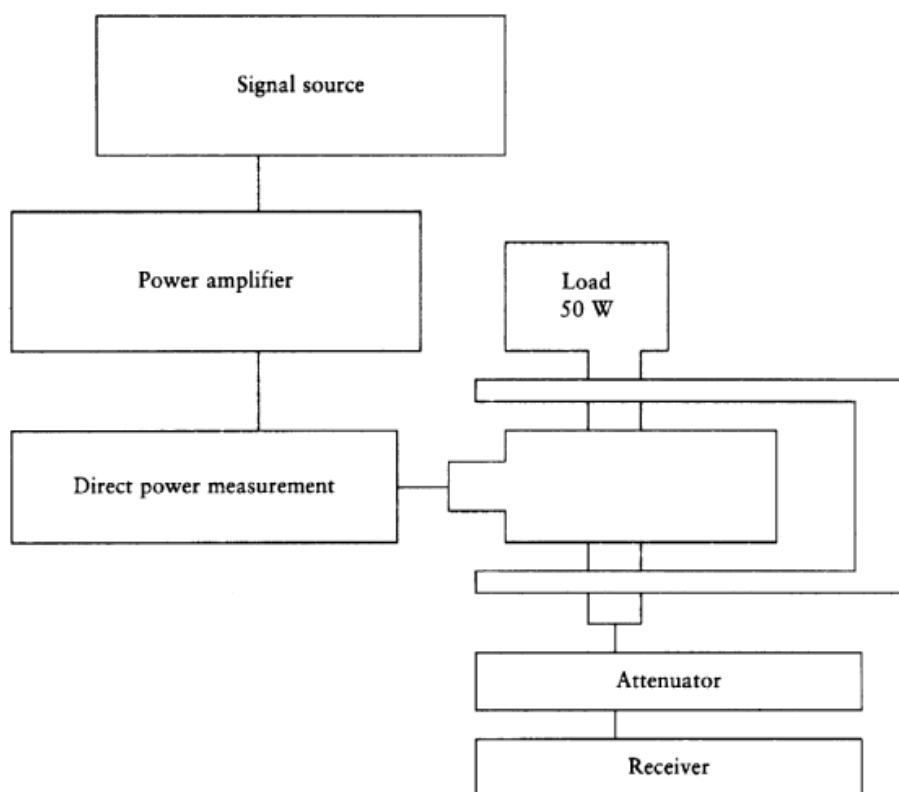 Signal source
Power amplifier
Load
50 W
Direct power measurement
Attenuator
Receiver